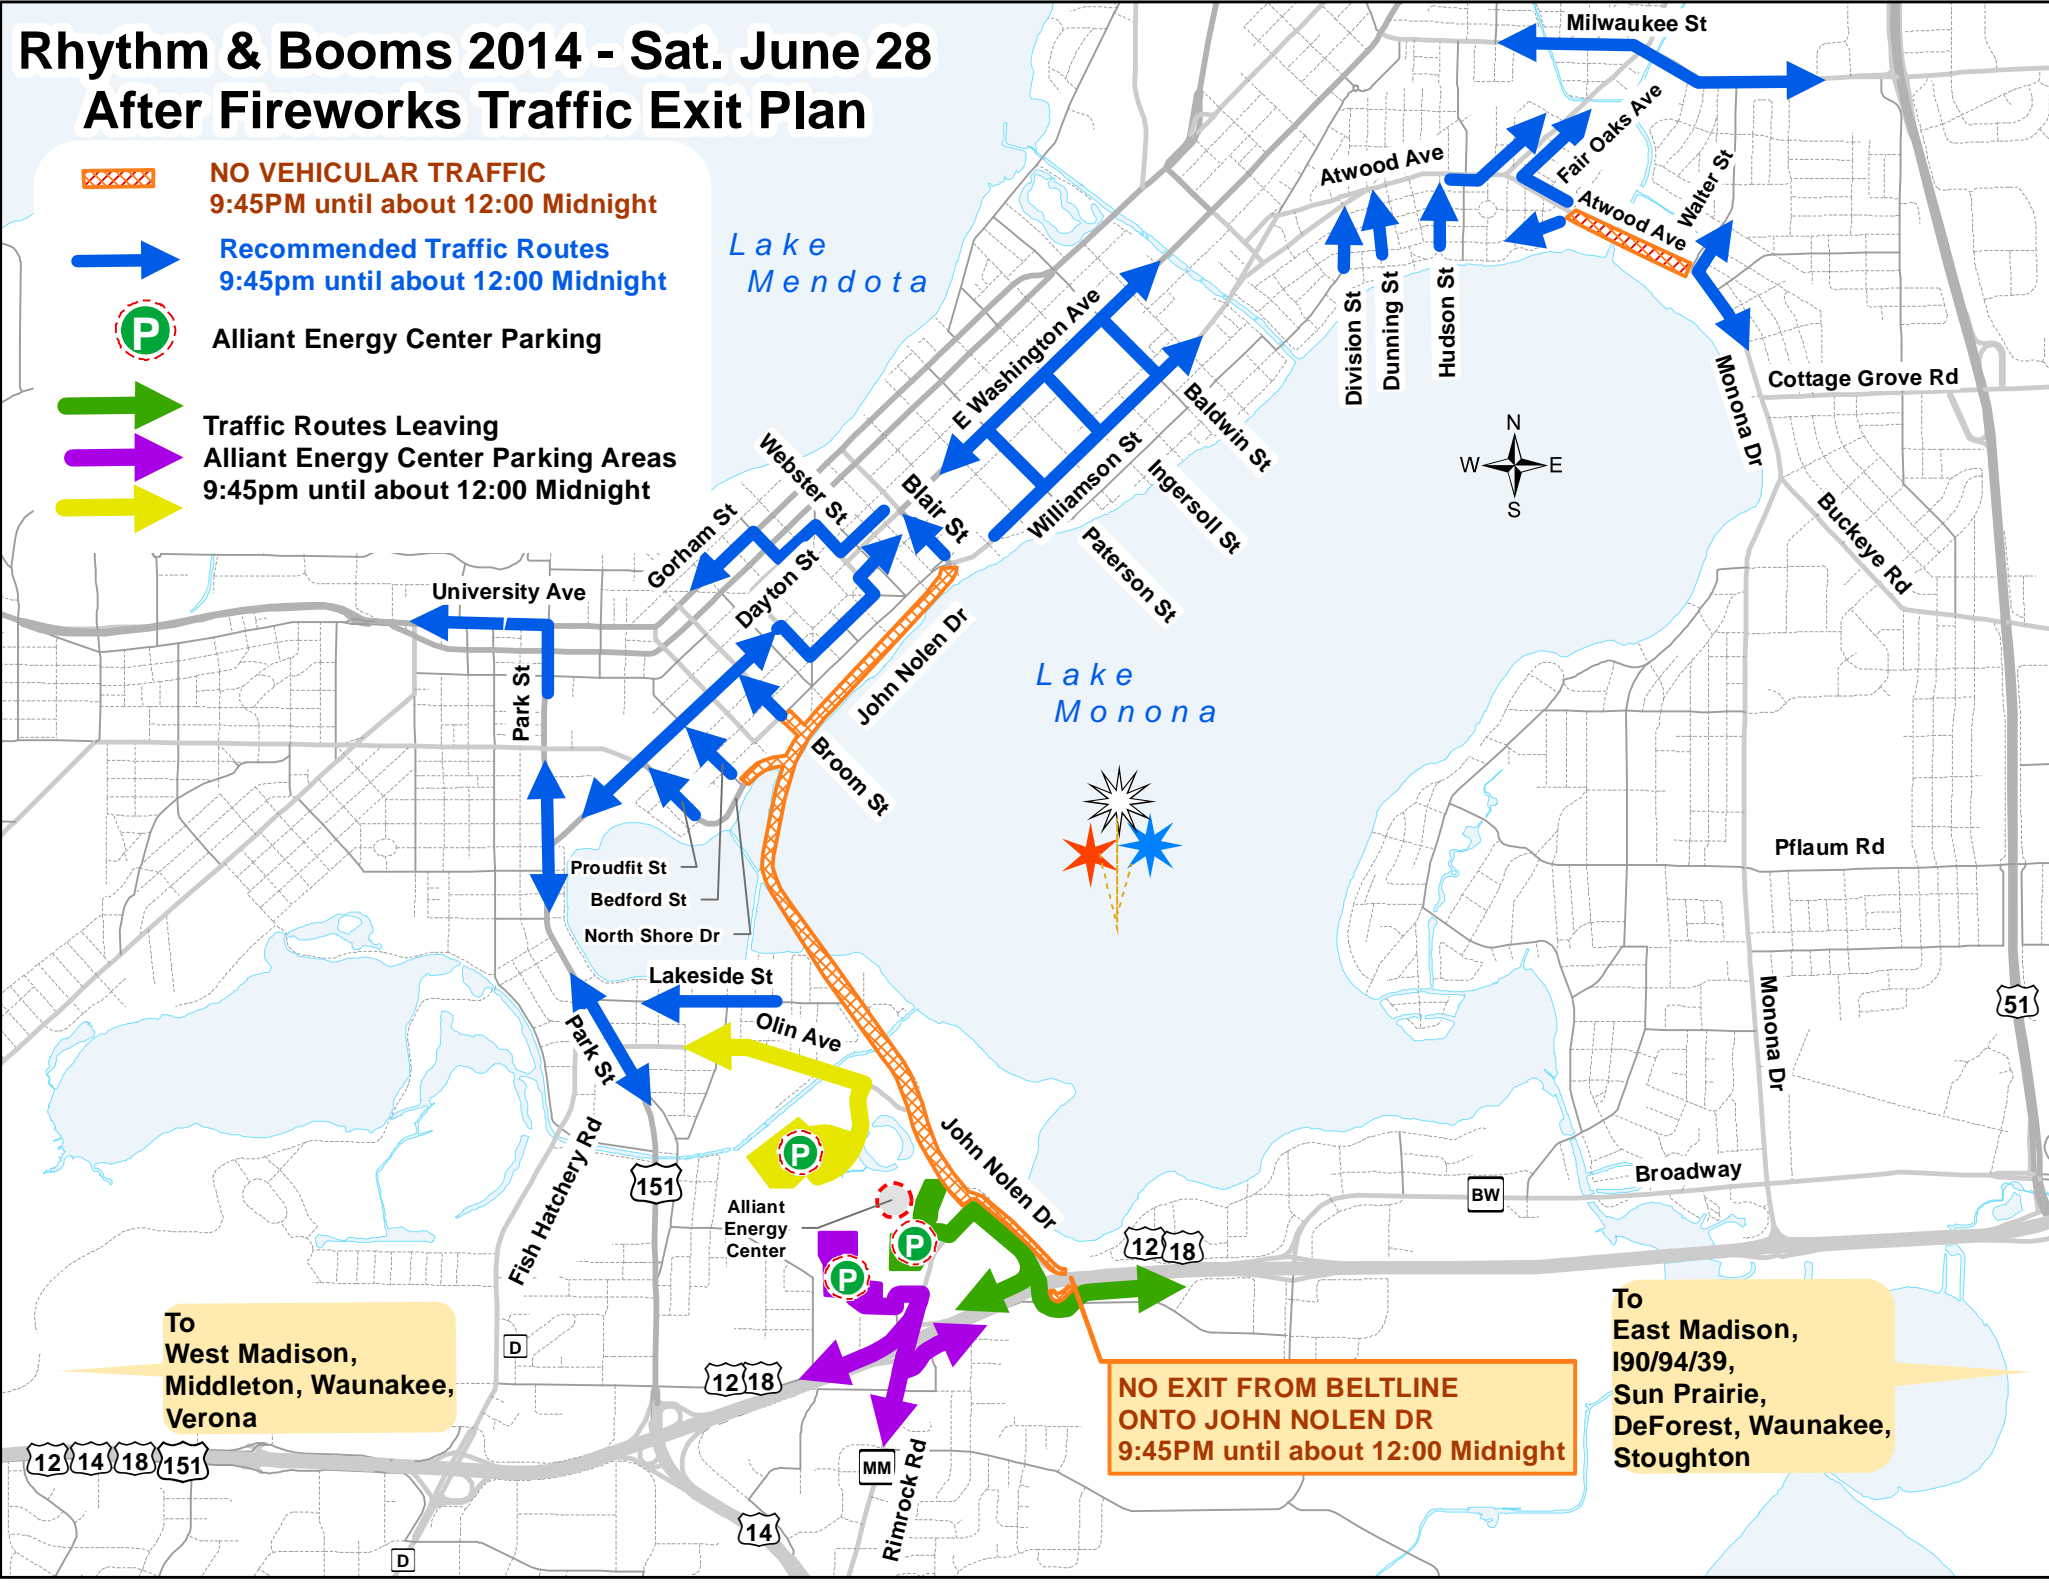 Rhythm & Booms 2014 - Sat. June 28
After Fireworks Traffic Exit Plan
NO VEHICULAR TRAFFIC
9:45PM until about 12:00 Midnight
Recommended Traffic Routes
9:45pm until about 12:00 Midnight
P
Alliant Energy Center Parking
Traffic Routes Leaving
Alliant Energy Center Parking Areas
9:45pm until about 12:00 Midnight
Milwaukee St
Fair Oaks Ave
Atwood Ave
Walter St
Atwood Ave
Lake
Mendota
Division St
Dunning St
Hudson St
E Washington Ave
Baldwin St
Monona Dr
Cottage Grove Rd
N
W
E
S
Webster St
Blair St
Williamson St
Ingersoll St
Paterson St
Buckeye Rd
Gorham St
Dayton St
University Ave
Park St
John Nolen Dr
Lake
Monona
Broom St
Proudfit St
Bedford St
North Shore Dr
Pflaum Rd
Lakeside St
Olin Ave
Park St
Monona Dr
51
Fish Hatchery Rd
151
P
John Nolen Dr
Alliant
Energy
Center
P
P
BW
Broadway
12
18
To
West Madison,
Middleton, Waunakee,
Verona
D
12
18
To
East Madison,
I90/94/39,
Sun Prairie,
DeForest, Waunakee,
Stoughton
NO EXIT FROM BELTLINE
ONTO JOHN NOLEN DR
9:45PM until about 12:00 Midnight
12
14
18
151
MM
Rimrock Rd
14
D